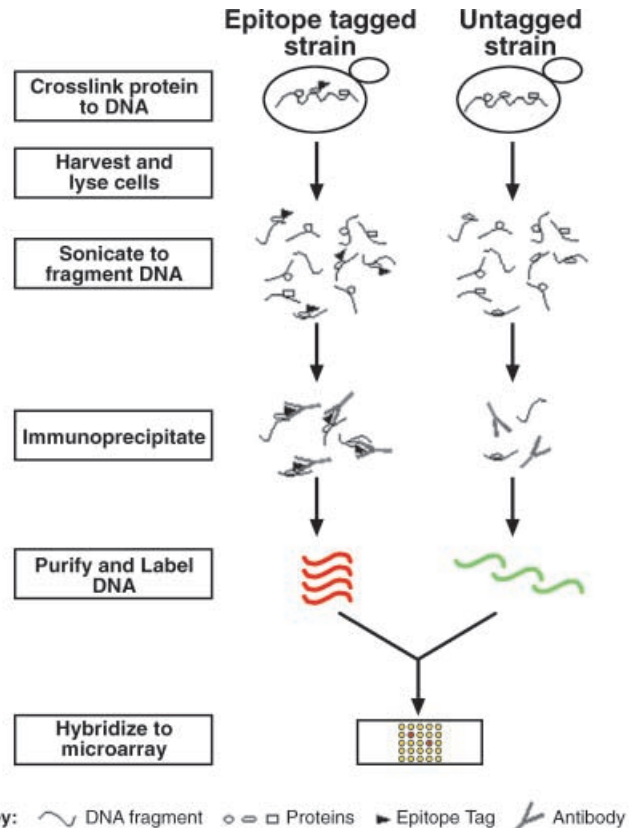 Epitope tagged
strain
Untagged
strain
Crosslink protein
to DNA
Harvest and
lyse cells
Sonicate to
fragment DNA
Immunoprecipitate
Purify and Label
DNA
Hybridize to
microarray
y: DNA fragment Proteins Epitope Tag Antibody